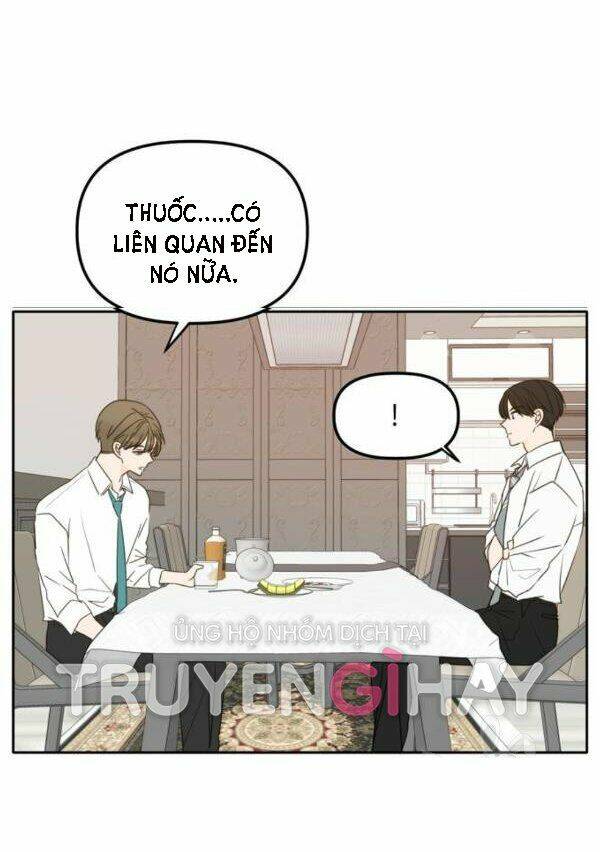 THUỐC.....CÓ
LIÊN QUAN ĐẾN
NÓ NỮA.
!
ỦNG HỘ NHÓM DỊCH TẠI
TRUYENGIHAY